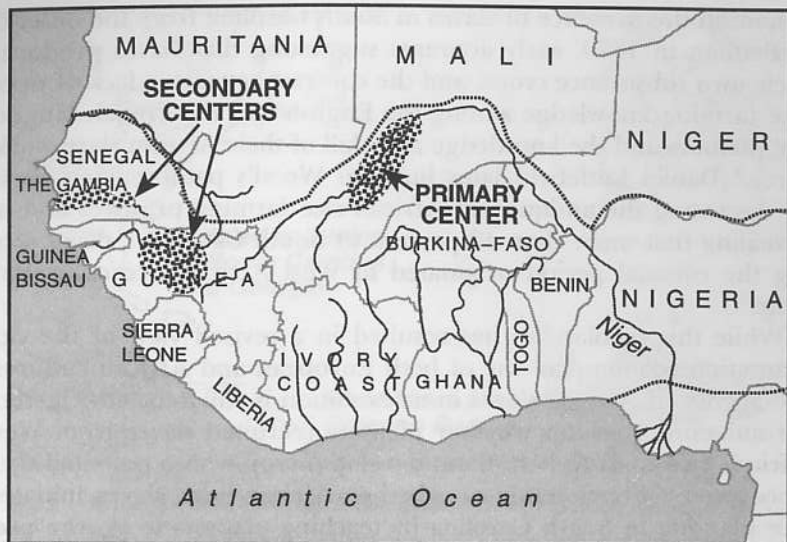 MAURITANIA
MALI
NIGER
SECONDARY
CENTERS
SENEGAL
THE GAMBIA
PRIMARY
CENTER
BURKINA-FASO
GUINEA
BISSAU
GUINEA
BENIN
NIGERIA
SIERRA
LEONE
IVORY
COAST
GHANA
TOGO
Niger
LIBERIA
Atlantic Ocean